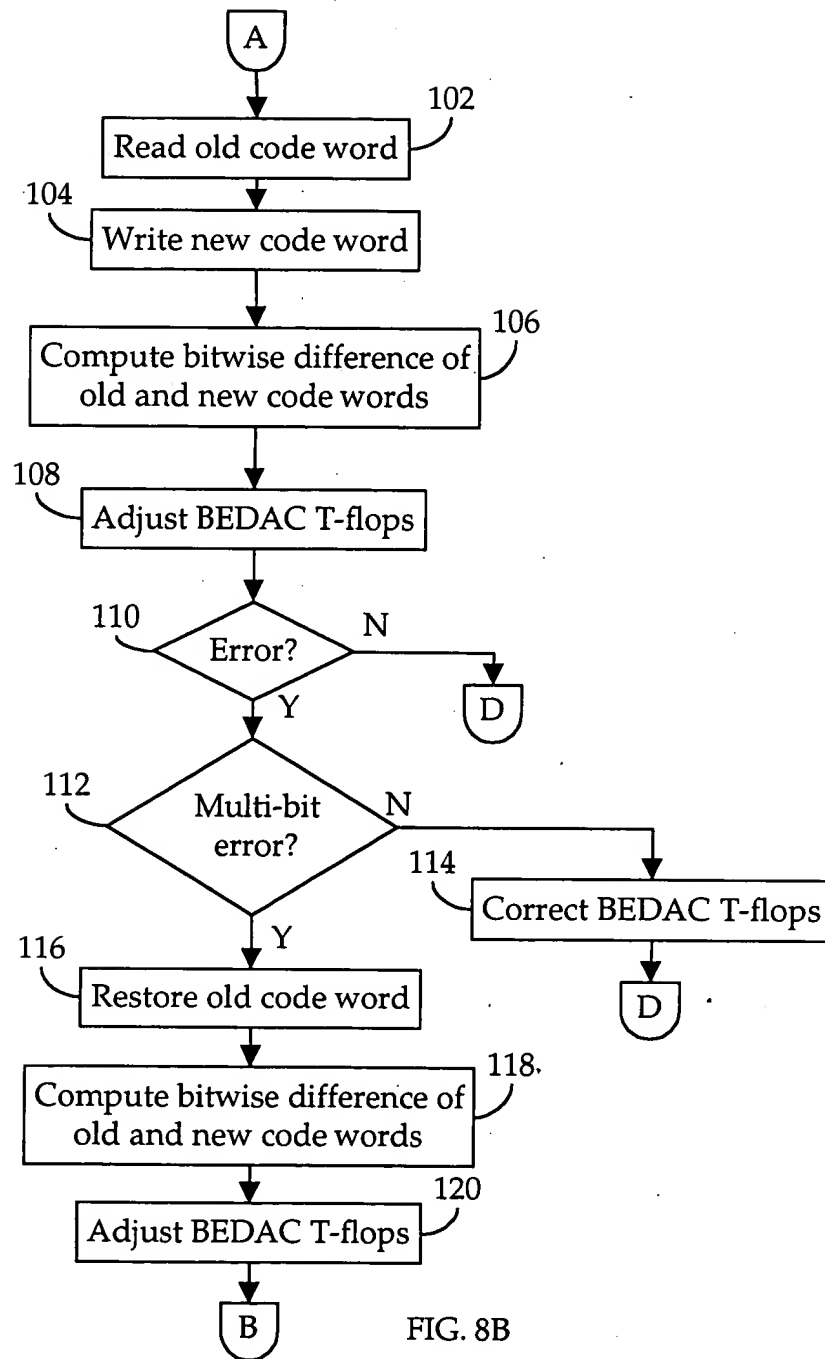 A
102
Read old code word
104
Write new code word
106
Compute bitwise difference of
old and new code words
108
Adjust BEDAC T-flops
110
Error?
N
D
Y
112
Multi-bit
error?
N
114
Correct BEDAC T-flops
D
Y
116
Restore old code word
118
Compute bitwise difference of
old and new code words
120
Adjust BEDAC T-flops
B
FIG. 8B